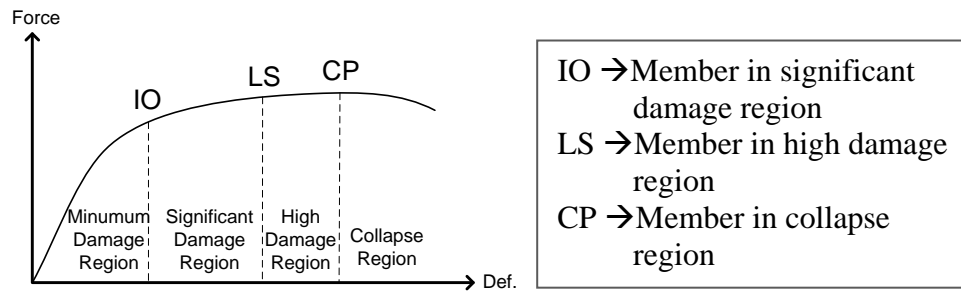 Force
IO
LS
CP
Minumum
Damage
Region
Significant
Damage
Region
High
Damage
Region
Collapse
Region
Def.
IO →Member in significant
damage region
LS →Member in high damage
region
CP →Member in collapse
region